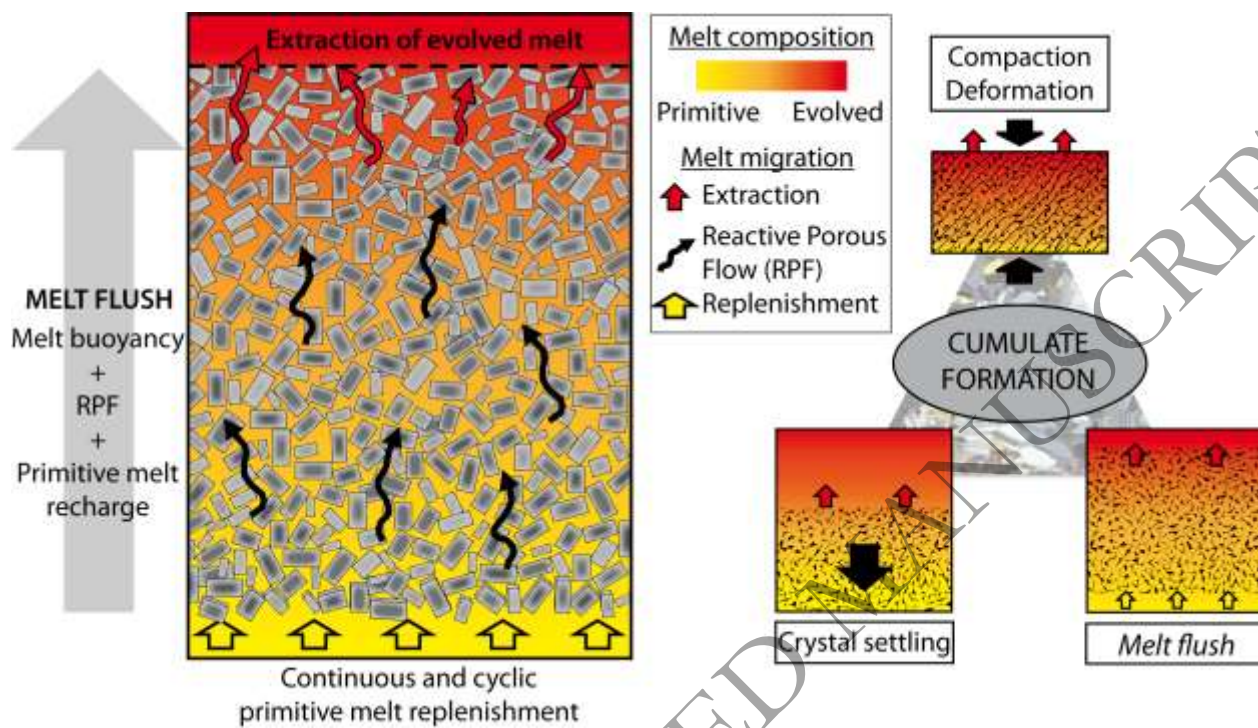 Extraction of evolved melt
MELT FLUSH
Melt buoyancy
+
RPF
+
Primitive melt
recharge
Continuous and cyclic
primitive melt replenishment
Melt composition
Primitive Evolved
Melt migration
Extraction
Reactive Porous
Flow (RPF)
Replenishment
Compaction
Deformation
CUMULATE
FORMATION
Crystal settling
Melt flush
ED MANUSCRIP